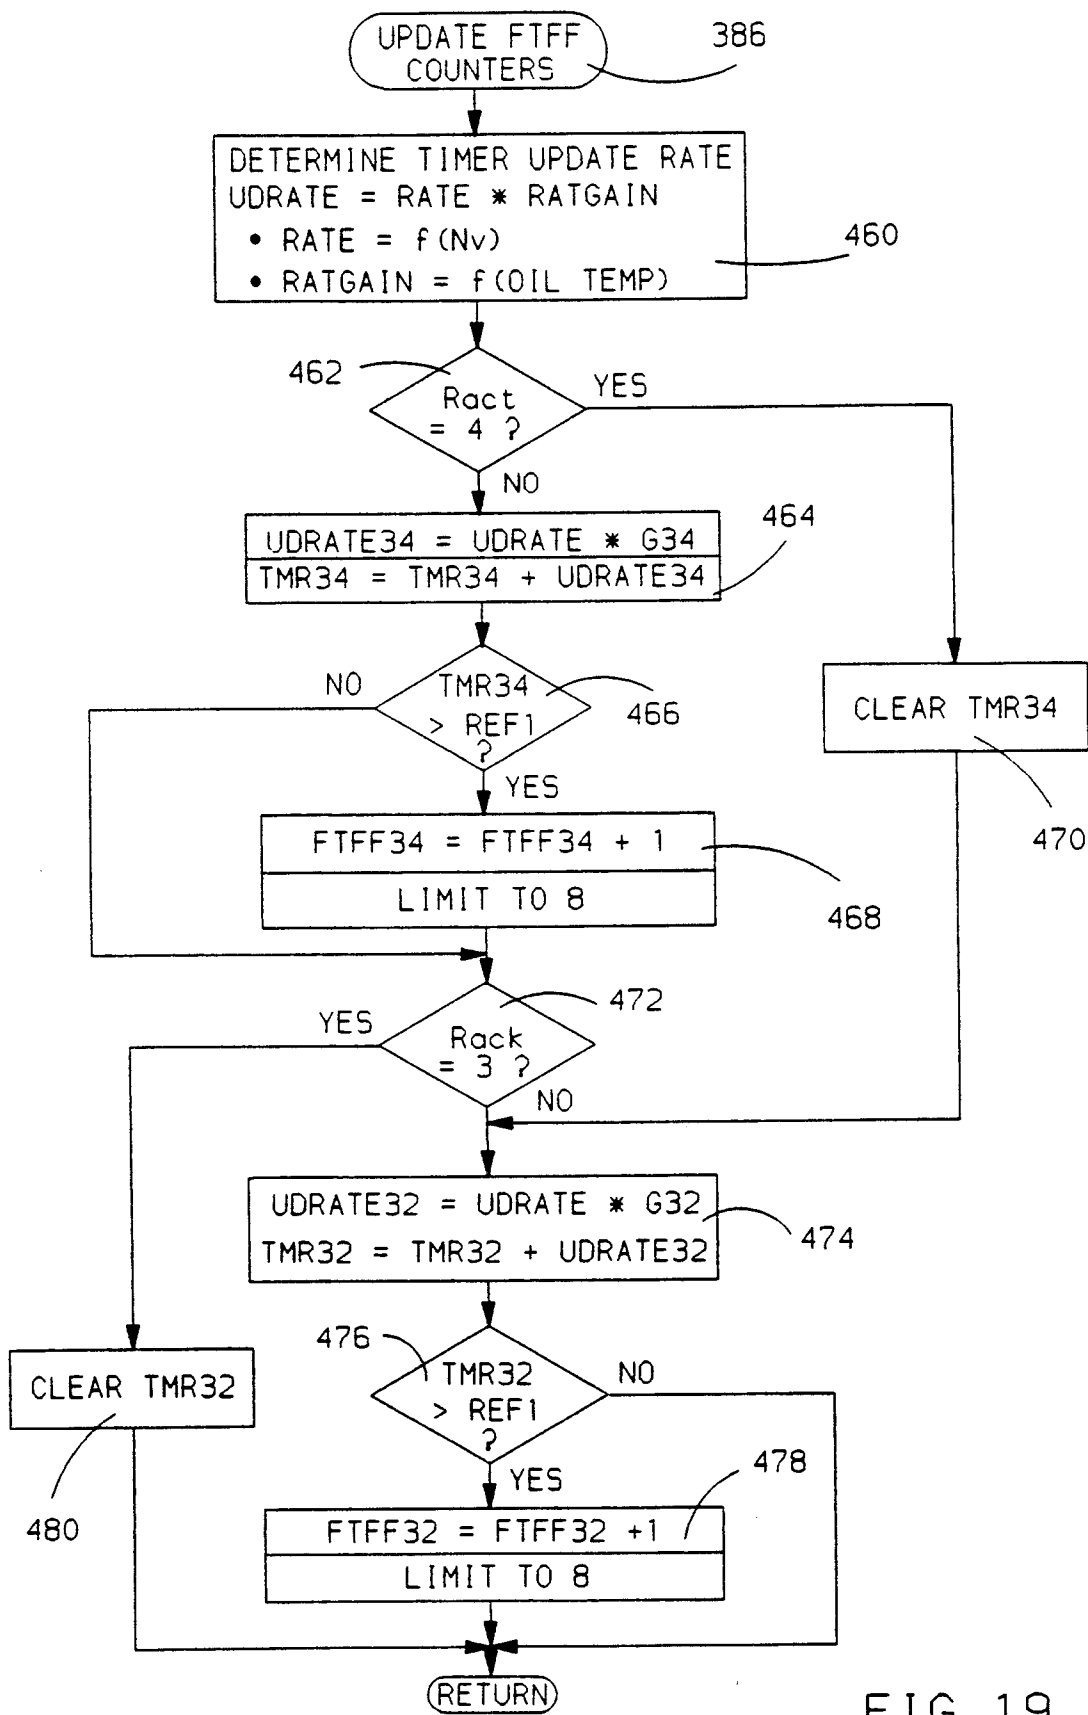 UPDATE FTFF
COUNTERS
386
DETERMINE TIMER UPDATE RATE
UDRATE = RATE * RATGAIN
• RATE = f(Nv)
• RATGAIN = f(OIL TEMP)
460
462
Ract
= 4 ?
YES
NO
UDRATE34 = UDRATE * G34
TMR34 = TMR34 + UDRATE34
464
NO
TMR34
> REF1
?
466
YES
CLEAR TMR34
470
FTFF34 = FTFF34 + 1
LIMIT TO 8
468
472
YES
Rack
= 3 ?
NO
UDRATE32 = UDRATE * G32
TMR32 = TMR32 + UDRATE32
474
476
TMR32
> REF1
?
NO
YES
CLEAR TMR32
480
478
FTFF32 = FTFF32 +1
LIMIT TO 8
RETURN
FIG 19